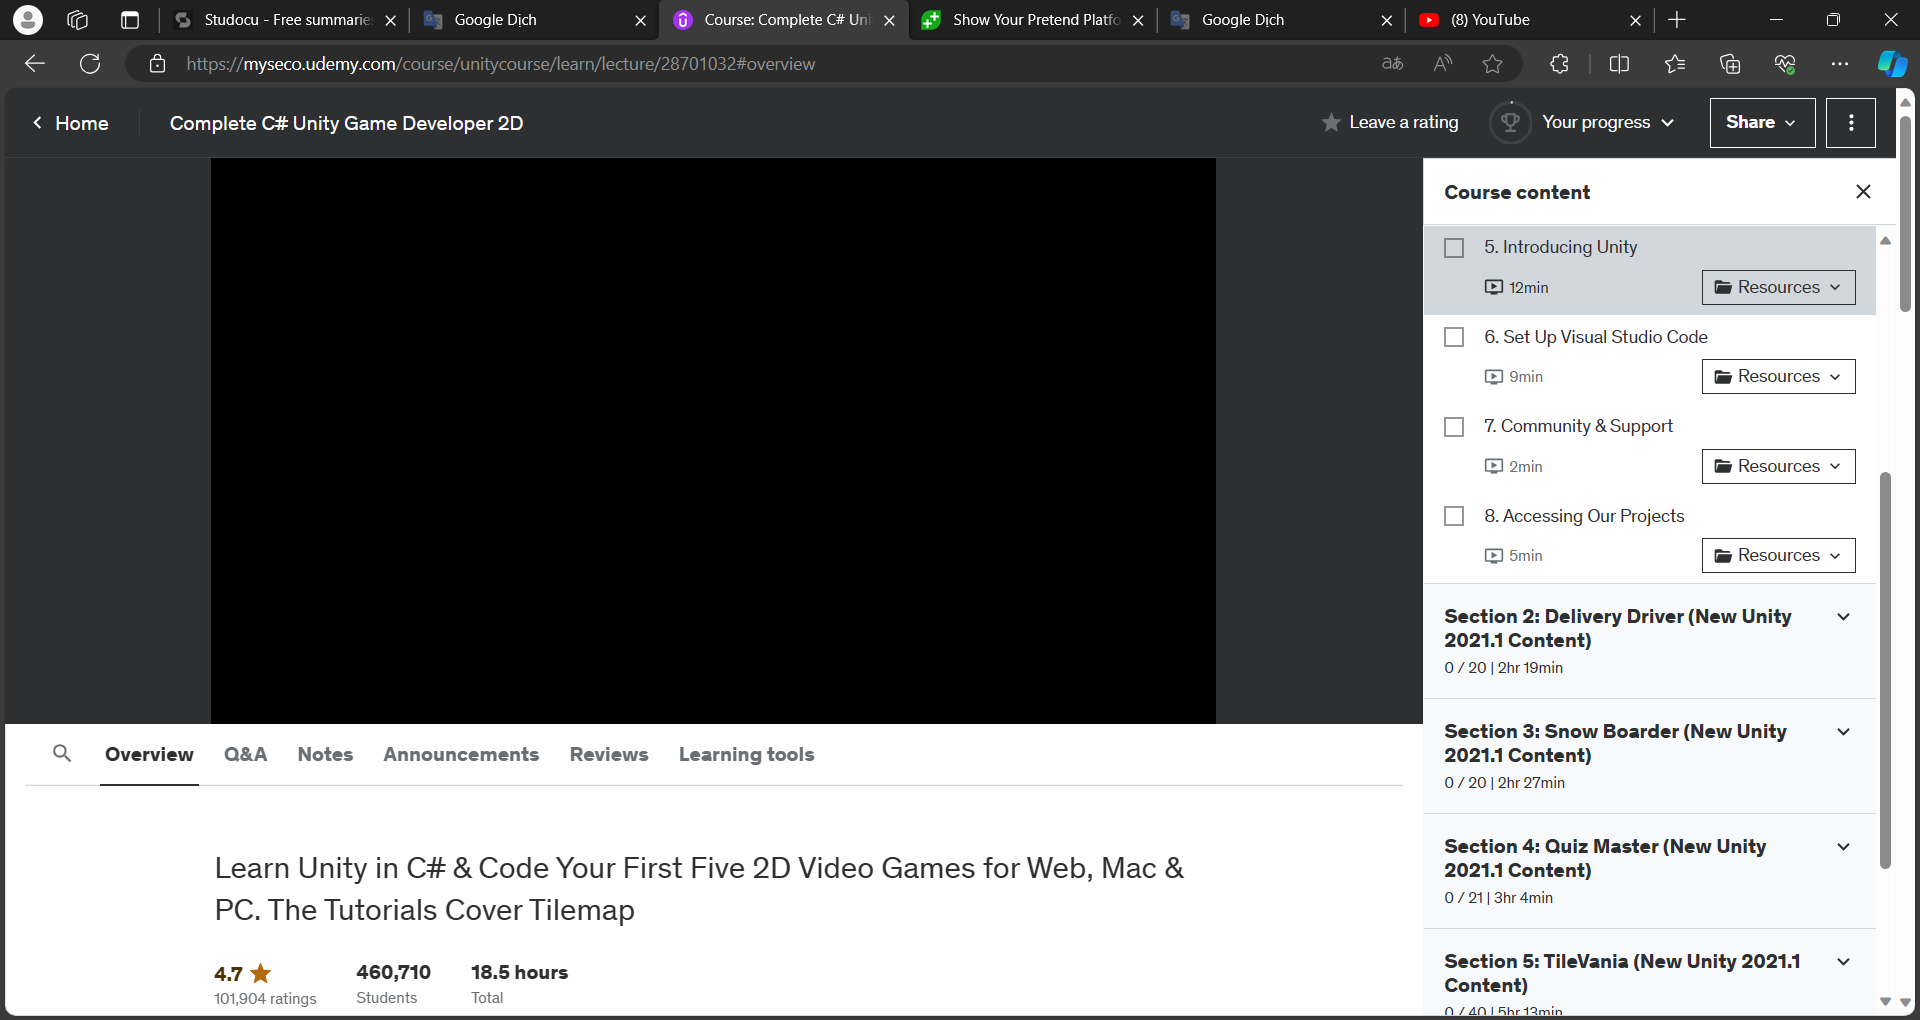 Studocu - Free summarie
Google Dịch
Course: Complete C# Uni
Show Your Pretend Platfo
Google Dịch
(8) YouTube
https://myseco.udemy.com/course/unitycourse/learn/lecture/28701032#overview
Home
Complete C# Unity Game Developer 2D
Leave a rating
Your progress
Share
Course content
5. Introducing Unity
12min
Resources
6. Set Up Visual Studio Code
9min
Resources
7. Community & Support
2min
Resources
8. Accessing Our Projects
5min
Resources
Section 2: Delivery Driver (New Unity
2021.1 Content)
0 / 20 | 2hr 19min
Section 3: Snow Boarder (New Unity
2021.1 Content)
0 / 20 | 2hr 27min
Section 4: Quiz Master (New Unity
2021.1 Content)
0 / 21 | 3hr 4min
Section 5: TileVania (New Unity 2021.1
Content)
0 / 40 | 5hr 13min
Overview
Q&A
Notes
Announcements
Reviews
Learning tools
Learn Unity in C# & Code Your First Five 2D Video Games for Web, Mac &
PC. The Tutorials Cover Tilemap
4.7
101,904 ratings
460,710
Students
18.5 hours
Total